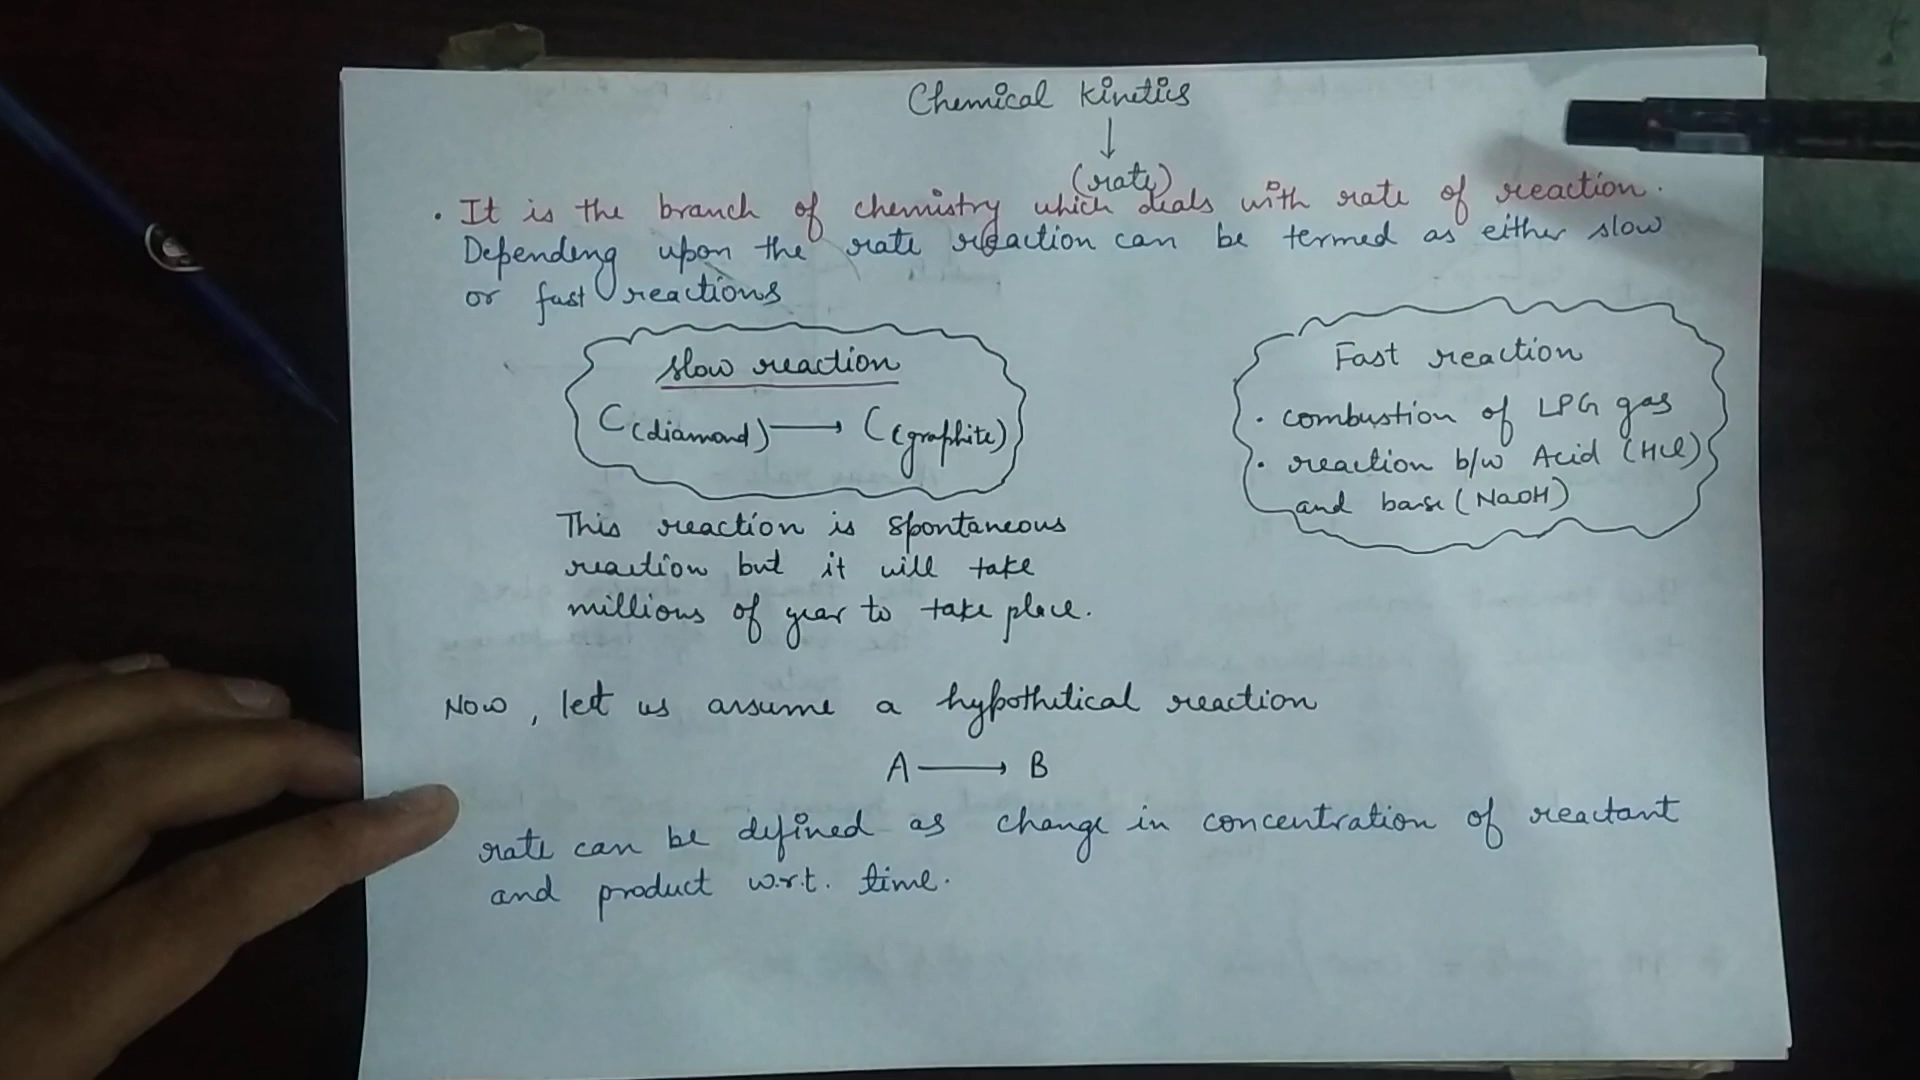 Chemical Kinetics
(rate)
• It is the branch of chemistry which deals with rate of reaction.
Depending upon the rate reaction can be termed as either slow
or fast reactions
slow reaction
C(diamond) → C(graphite)
This reaction is spontaneous
reaction but it will take
millions of year to take place.
Fast reaction
• combustion of LPG gas
• reaction b/w Acid (HCl)
and base (NaOH)
Now, let us assume a hypothitical reaction
A → B
rate can be defined as change in concentration of reactant
and product w.r.t. time.